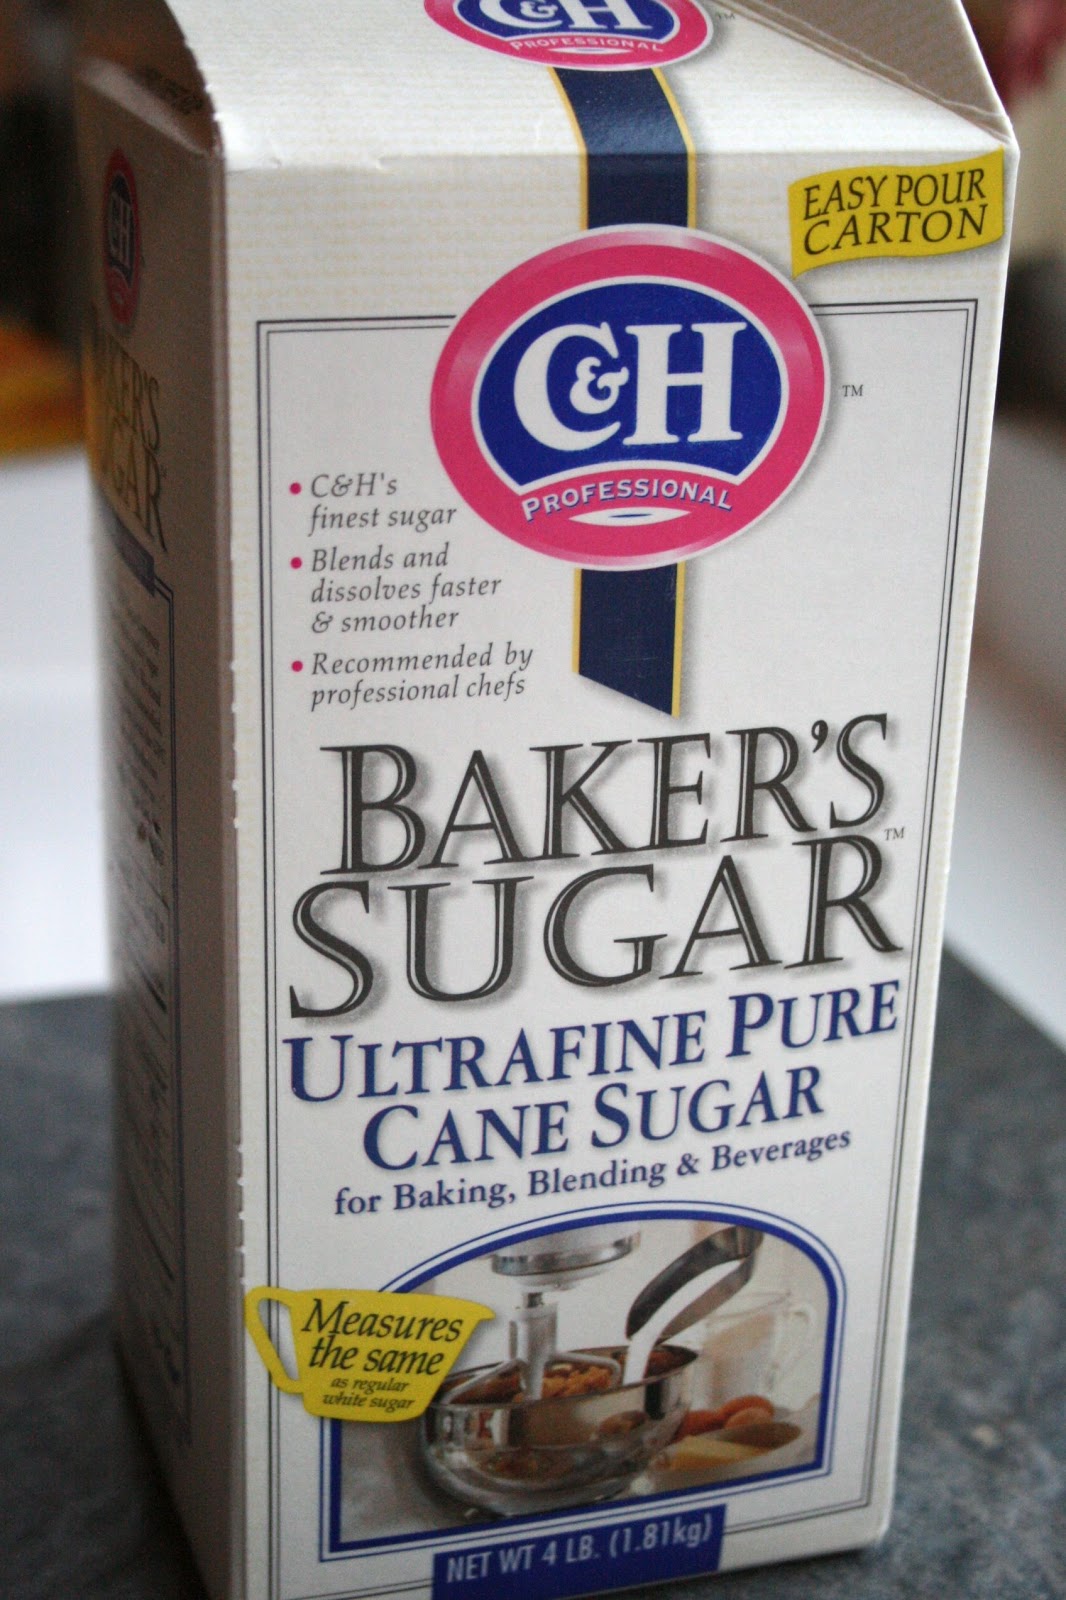 C&H
PROFESSIONAL
TM
EASY POUR
CARTON
C&H
PROFESSIONAL
TM
• C&H's
finest sugar
• Blends and
dissolves faster
& smoother
• Recommended by
professional chefs
BAKER'S
SUGAR
TM
ULTRAFINE PURE
CANE SUGAR
for Baking, Blending & Beverages
Measures
the same
as regular
white sugar
NET WT 4 LB. (1.81kg)
C&H
BAKER'S
SUGAR